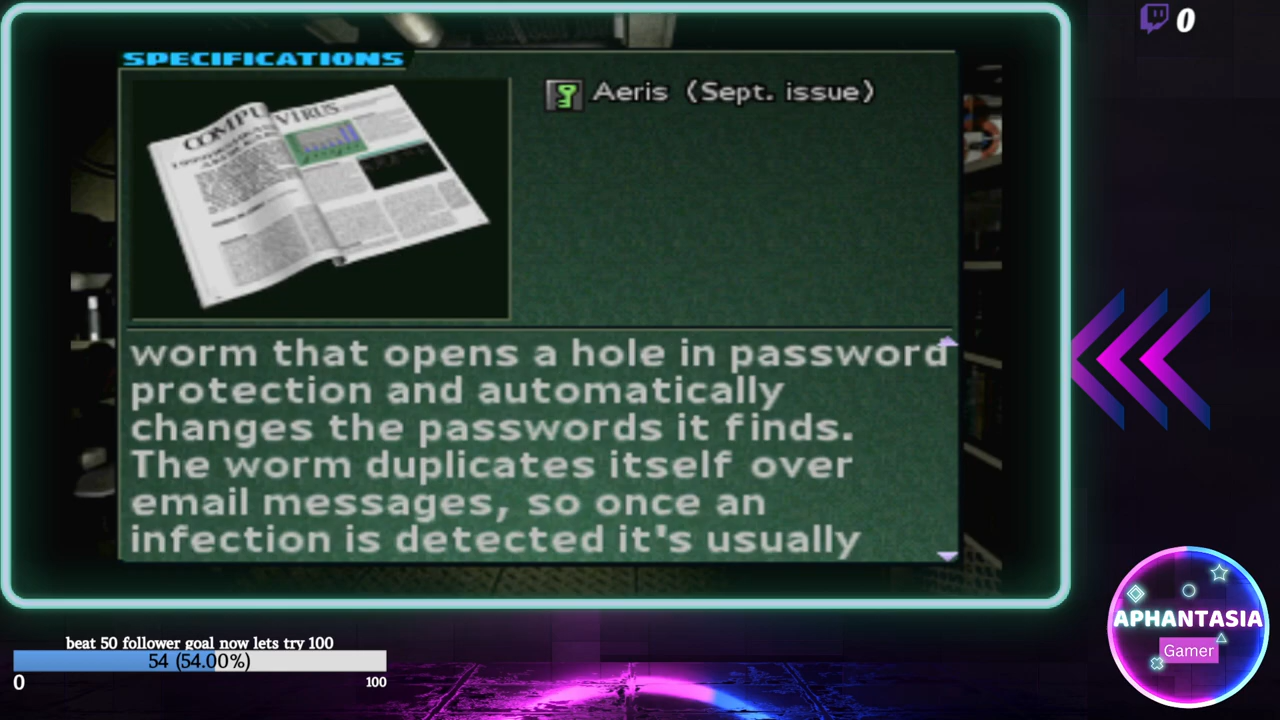 0
SPECIFICATIONS
COMPU VIRUS
Aeris (Sept. issue)
worm that opens a hole in password
protection and automatically
changes the passwords it finds.
The worm duplicates itself over
email messages, so once an
infection is detected it's usually
beat 50 follower goal now lets try 100
54 (54.00%)
0 100
APHANTASIA
Gamer